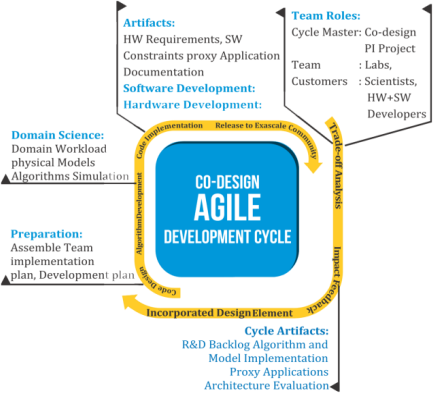 Artifacts:
HW Requirements, SW
Constraints proxy Application
Documentation
Software Development:
Hardware Development:
Team Roles:
Cycle Master: Co-design
PI Project
Team : Labs,
Customers : Scientists,
HW+SW
Developers
Domain Science:
Domain Workload
physical Models
Algorithms Simulation
Preparation:
Assemble Team
implementation
plan, Development plan
Code Implementation
Release to Exascale Community
Trade-off Analysis
Impact Feedback
Incorporated Design Element
Code Design
AlgorithmDevelopment
CO-DESIGN
AGILE
DEVELOPMENT CYCLE
Cycle Artifacts:
R&D Backlog Algorithm and
Model Implementation
Proxy Applications
Architecture Evaluation